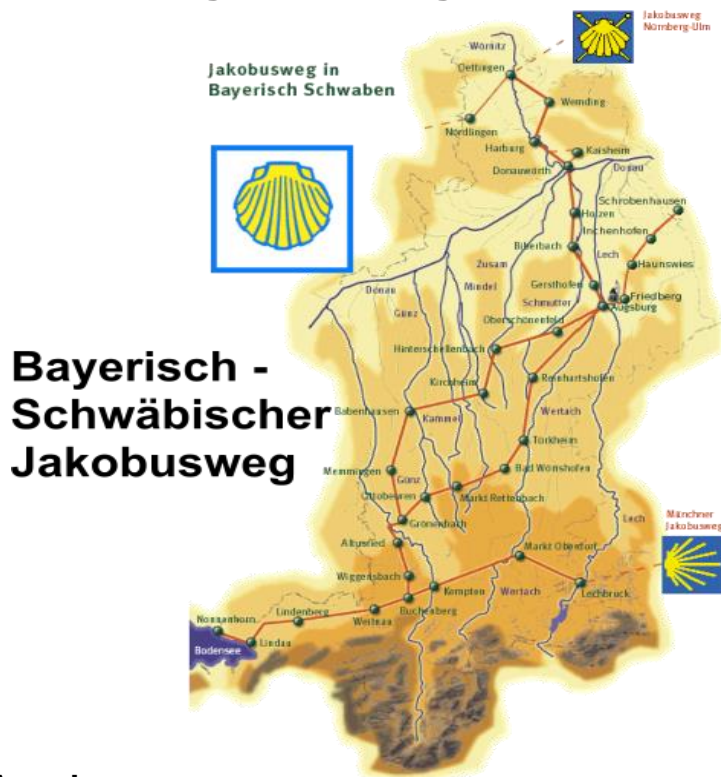 Jakobusweg
Nürnberg-Ulm
Jakobusweg in
Bayerisch Schwaben
Wörnitz
Oettingen
Wemding
Nördlingen
Harburg
Kaisheim
Donauwörth
Donau
Schrobenhausen
Holzen
Inchenhofen
Biberbach
Lech
Zusam
Haunswies
Donau
Mindel
Gersthofen
Günz
Schmutter
Friedberg
Augsburg
Oberschönenfeld
Hinterschellenbach
Bayerisch -
Schwäbischer
Jakobusweg
Kirchheim
Reinhartshofen
Babenhausen
Kammel
Wertach
Türkheim
Memmingen
Bad Wörishofen
Günz
Ottobeuren
Markt Rettenbach
Grönenbach
Münchner
Jakobusweg
Lech
Altusried
Markt Oberdorf
Wiggensbach
Kempten
Wertach
Lechbruck
Buchenberg
Weitnau
Lindenberg
Nonnenhorn
Lindau
Bodensee